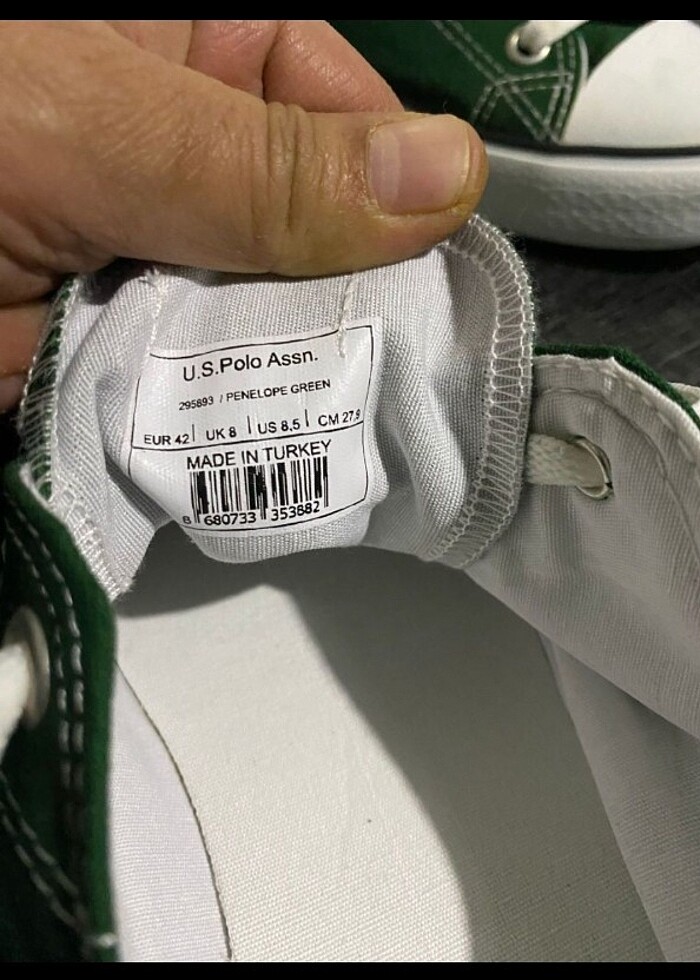 U.S.Polo Assn.
295893 / PENELOPE GREEN
EUR 42 | UK 8 | US 8.5 | CM 27,9
MADE IN TURKEY
8 680733 353882